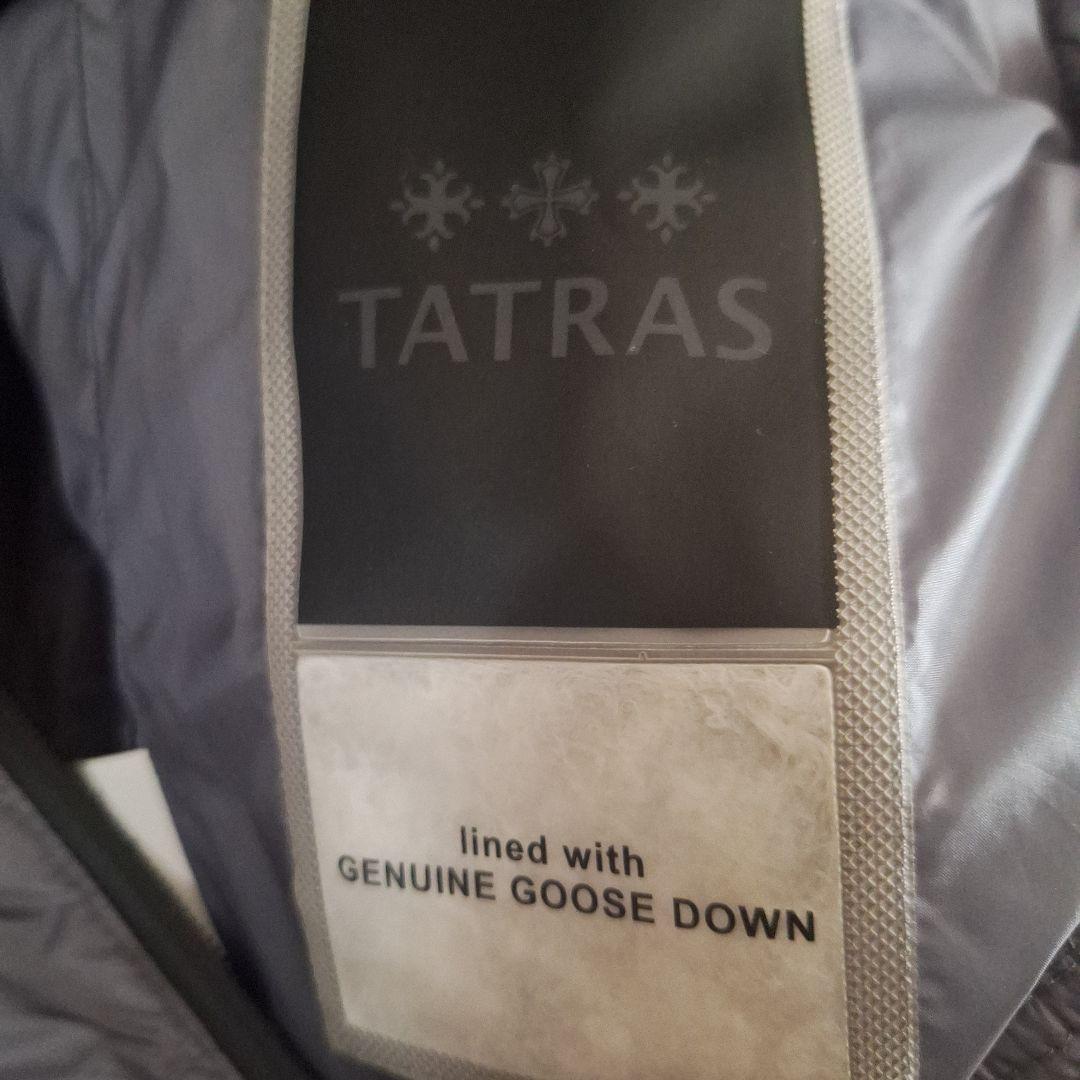 TATRAS
lined with
GENUINE GOOSE DOWN